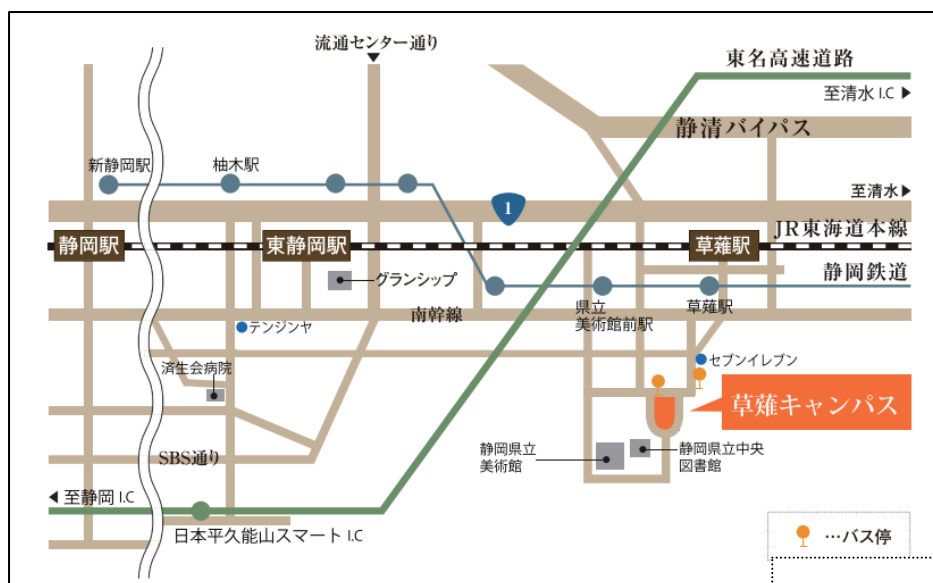 流通センター通り
東名高速道路
至清水 I.C
静清バイパス
新静岡駅
柚木駅
至清水
1
静岡駅
東静岡駅
草薙駅
JR東海道本線
静岡鉄道
グランシップ
県立
美術館前駅
草薙駅
南幹線
テンジンヤ
セブンイレブン
済生会病院
草薙キャンパス
静岡県立
美術館
静岡県立中央
図書館
SBS通り
至静岡 I.C
日本平久能山スマート I.C
…バス停